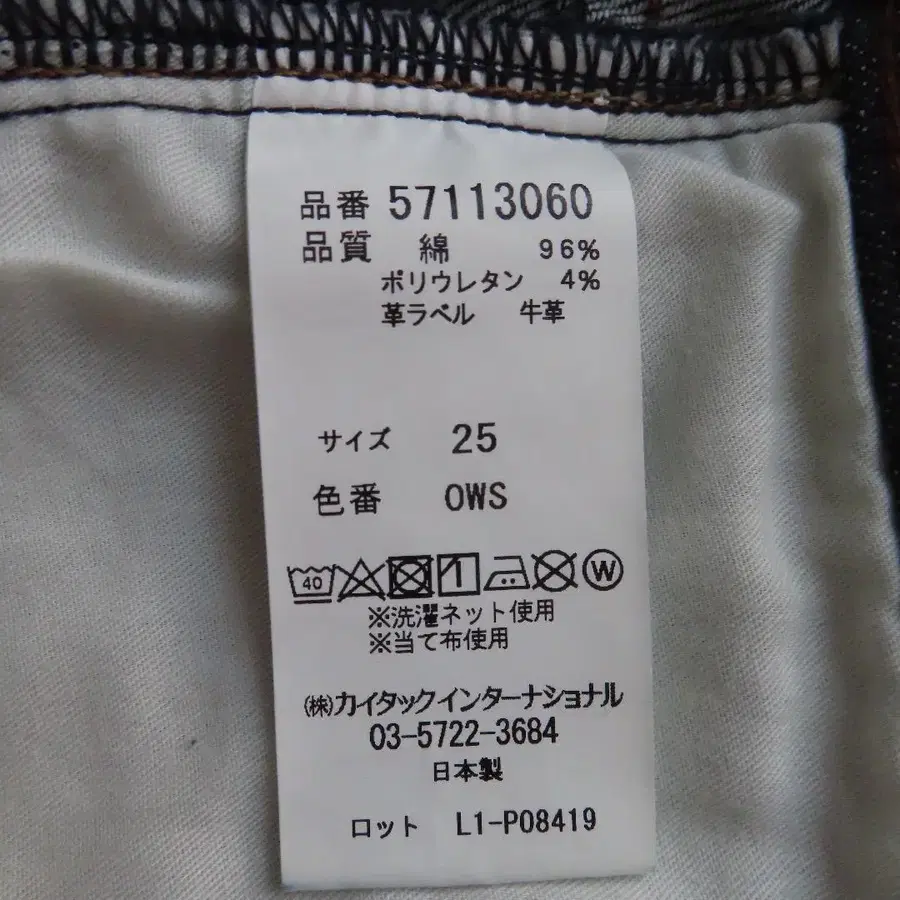 品番 57113060
品質 綿 96%
ポリウレタン 4%
革ラベル 牛革
サイズ 25
色番 OWS
40 W
※洗濯ネット使用
※当て布使用
㈱カイタックインターナショナル
03-5722-3684
日本製
ロット L1-P08419